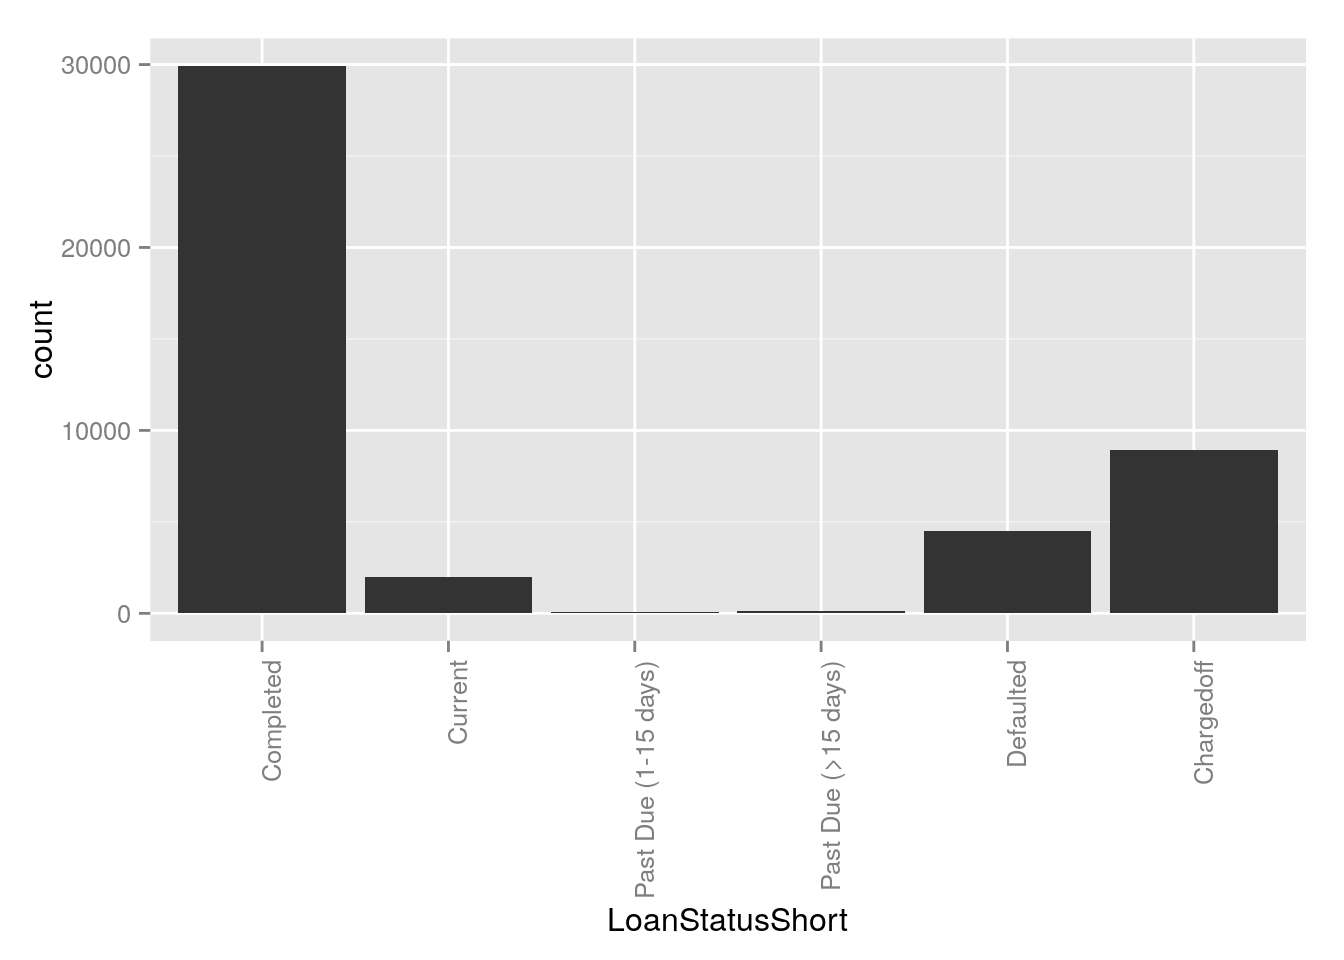 30000
20000
10000
0
count
Completed
Current
Past Due (1-15 days)
Past Due (>15 days)
Defaulted
Chargedoff
LoanStatusShort